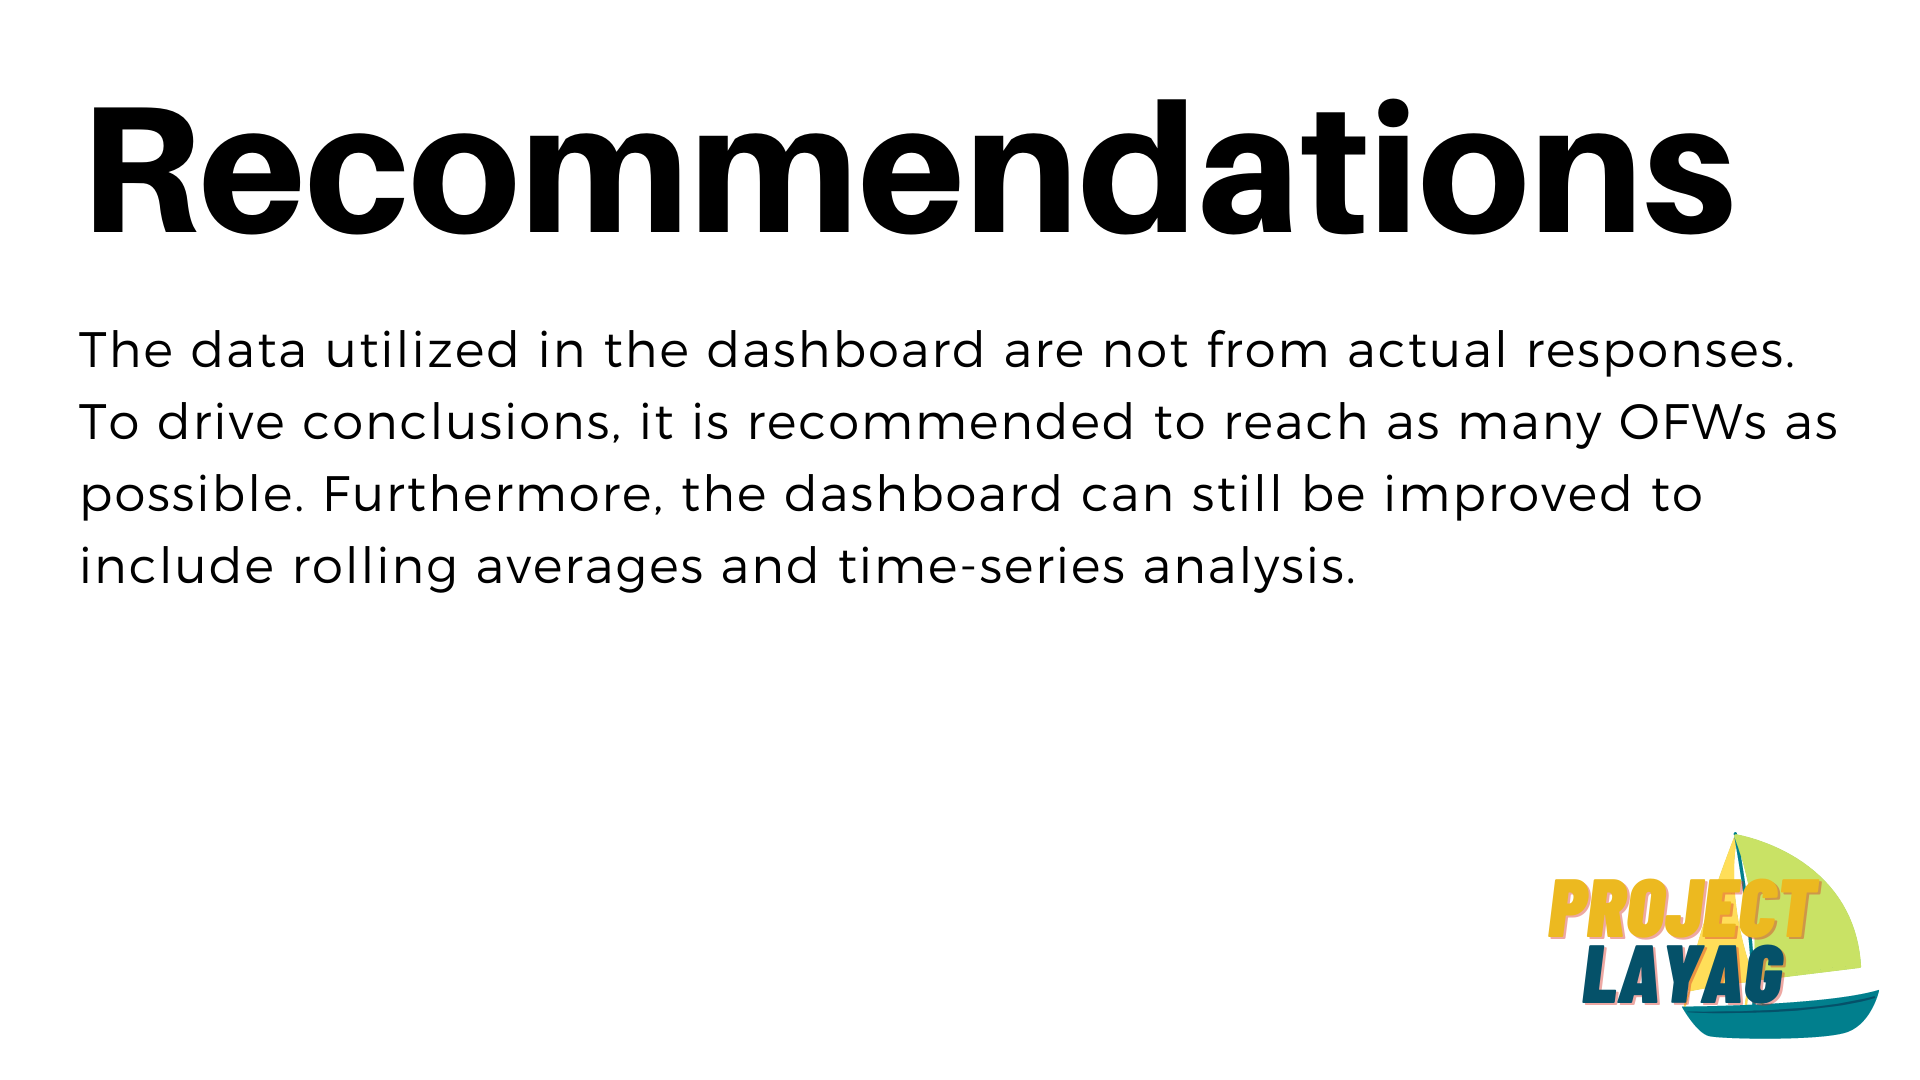 Recommendations
The data utilized in the dashboard are not from actual responses.
To drive conclusions, it is recommended to reach as many OFWs as
possible. Furthermore, the dashboard can still be improved to
include rolling averages and time-series analysis.
PROJECT
LAYAG